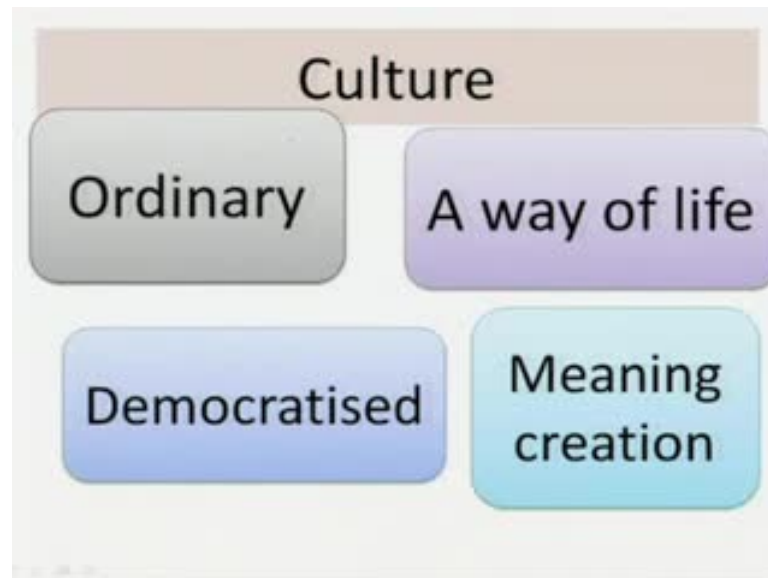 Culture
Ordinary
A way of life
Democratised
Meaning
creation